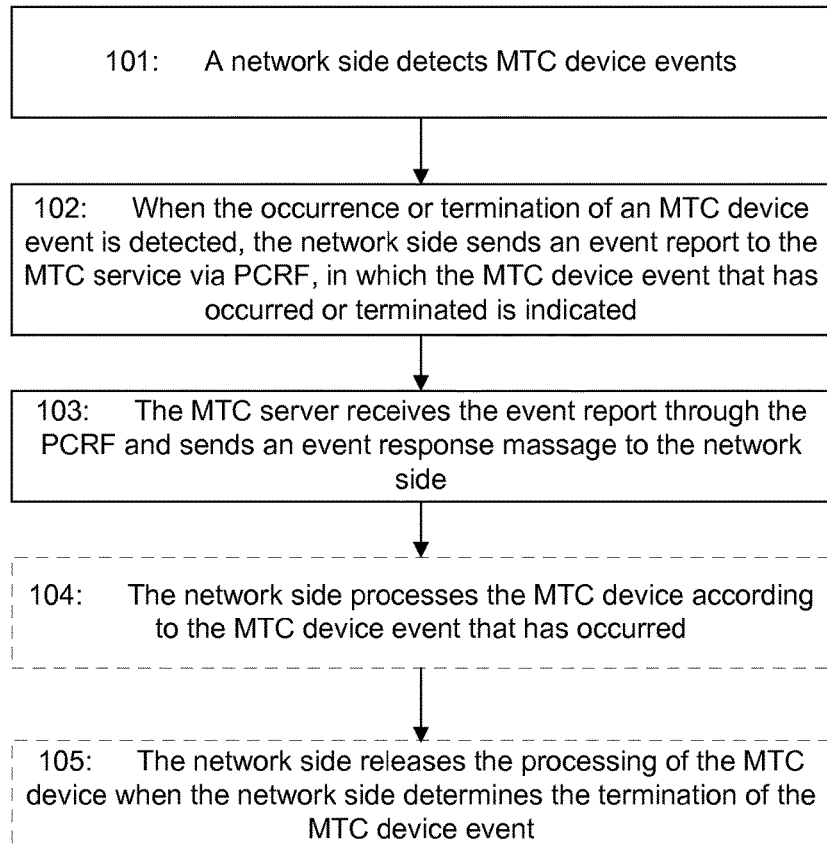 101: A network side detects MTC device events
102: When the occurrence or termination of an MTC device
event is detected, the network side sends an event report to the
MTC service via PCRF, in which the MTC device event that has
occurred or terminated is indicated
103: The MTC server receives the event report through the
PCRF and sends an event response massage to the network
side
104: The network side processes the MTC device according
to the MTC device event that has occurred
105: The network side releases the processing of the MTC
device when the network side determines the termination of the
MTC device event